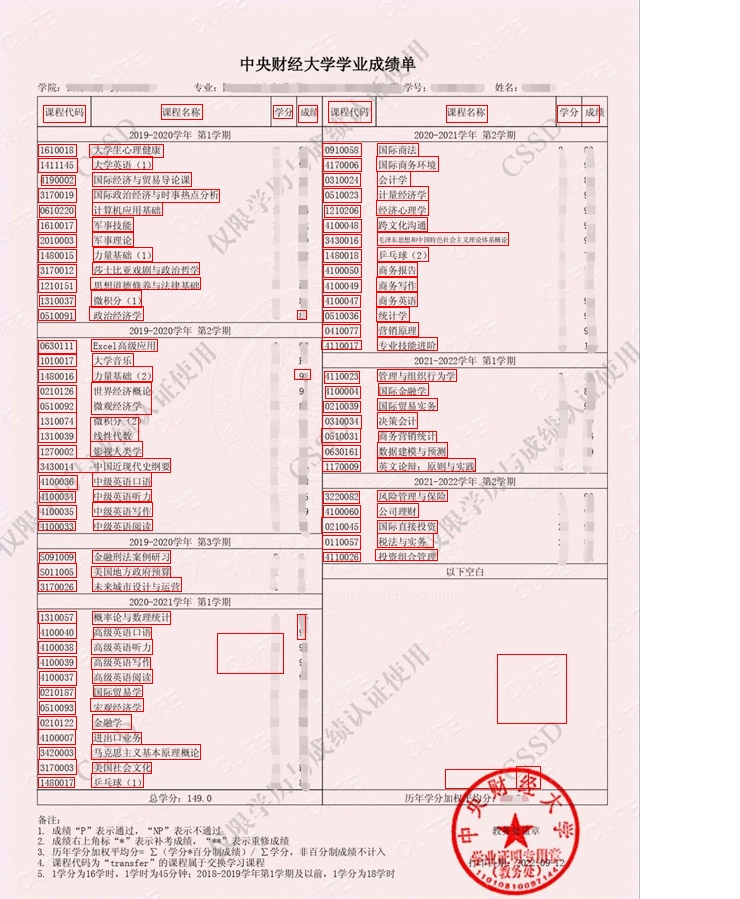 中央财经大学学业成绩单
学院： 专业： 学号： 姓名：
课程代码 课程名称 学分 成绩
2019-2020学年 第1学期
1610018 大学生心理健康
1411145 大学英语（1）
4190002 国际经济与贸易导论课
3170019 国际政治经济与时事热点分析
0610220 计算机应用基础
1610017 军事技能
2010003 军事理论
1480015 力量基础（1）
3170012 莎士比亚戏剧与政治哲学
1210151 思想道德修养与法律基础
1310037 微积分（1）
0510091 政治经济学
2019-2020学年 第2学期
0630111 Excel高级应用
1010017 大学音乐
1480016 力量基础（2） 9
0210126 世界经济概论 9
0510092 微观经济学
1310074 微积分（2）
1310039 线性代数
1270002 影视人类学
3430014 中国近现代史纲要
4100036 中级英语口语
4100034 中级英语听力
4100035 中级英语写作
4100033 中级英语阅读
2019-2020学年 第3学期
S091009 金融刑法案例研习
S011005 美国地方政府预算
3170026 未来城市设计与运营
2020-2021学年 第1学期
1310057 概率论与数理统计
4100040 高级英语口语
4100038 高级英语听力
4100039 高级英语写作
4100037 高级英语阅读
0210187 国际贸易学
0510093 宏观经济学
0210122 金融学
4100007 进出口业务
3420003 马克思主义基本原理概论
3170003 美国社会文化
1480017 乒乓球（1）
总学分：149.0
课程代码 课程名称 学分 成绩
2020-2021学年 第2学期
0910058 国际商法
4170006 国际商务环境
0310024 会计学
0510023 计量经济学
1210206 经济心理学
4100048 跨文化沟通
3430016 毛泽东思想和中国特色社会主义理论体系概论
1480018 乒乓球（2）
4100050 商务报告
4100049 商务写作
4100047 商务英语
0510036 统计学
0410077 营销原理
4110017 专业技能进阶
2021-2022学年 第1学期
4110023 管理与组织行为学
4100004 国际金融学
0210039 国际贸易实务
0310034 决策会计
0510031 商务营销统计
0630161 数据建模与预测
1170009 英文论辩：原则与实践
2021-2022学年 第2学期
3220082 风险管理与保险
4100060 公司理财
0210045 国际直接投资
0110057 税法与实务
4110026 投资组合管理
以下空白
历年学分加权平均分：
备注：
1. 成绩“P”表示通过，“NP”表示不通过
2. 成绩右上角标“*”表示补考成绩，“**”表示重修成绩
3. 历年学分加权平均分= ∑（学分*百分制成绩）/ ∑学分，非百分制成绩不计入
4. 课程代码为“transfer”的课程属于交换学习课程
5. 1学分为16学时，1学时为45分钟；2018-2019学年第1学期及以前，1学分为18学时
教务处盖章
打印日期：2022-09-12
中央财经大学
学业证明专用章
（教务处）
1101081009714
仅限学历与成绩认证使用
CSSD
CUFE